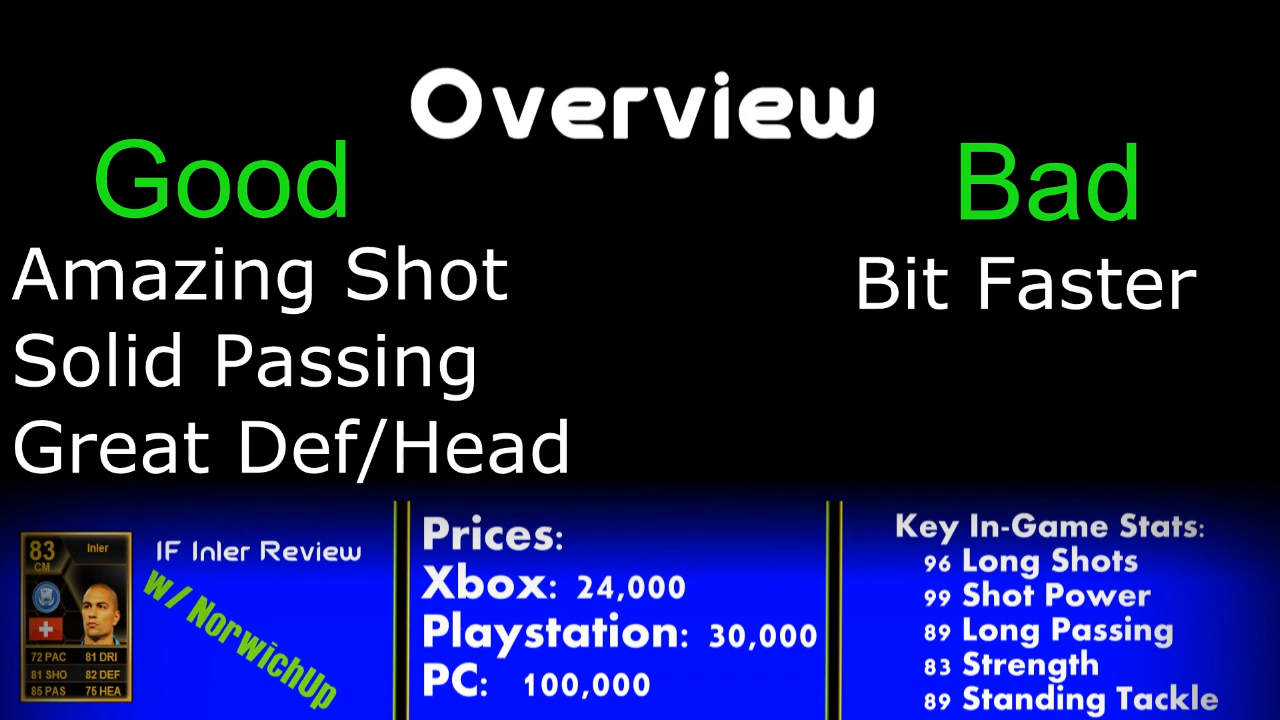 Overview
Good
Amazing Shot
Solid Passing
Great Def/Head
Bad
Bit Faster
83
CM
Inler
72 PAC 81 DRI
81 SHO 82 DEF
85 PAS 75 HEA
IF Inler Review
W/ NorwichUp
Prices:
Xbox: 24,000
Playstation: 30,000
PC: 100,000
Key In-Game Stats:
96 Long Shots
99 Shot Power
89 Long Passing
83 Strength
89 Standing Tackle